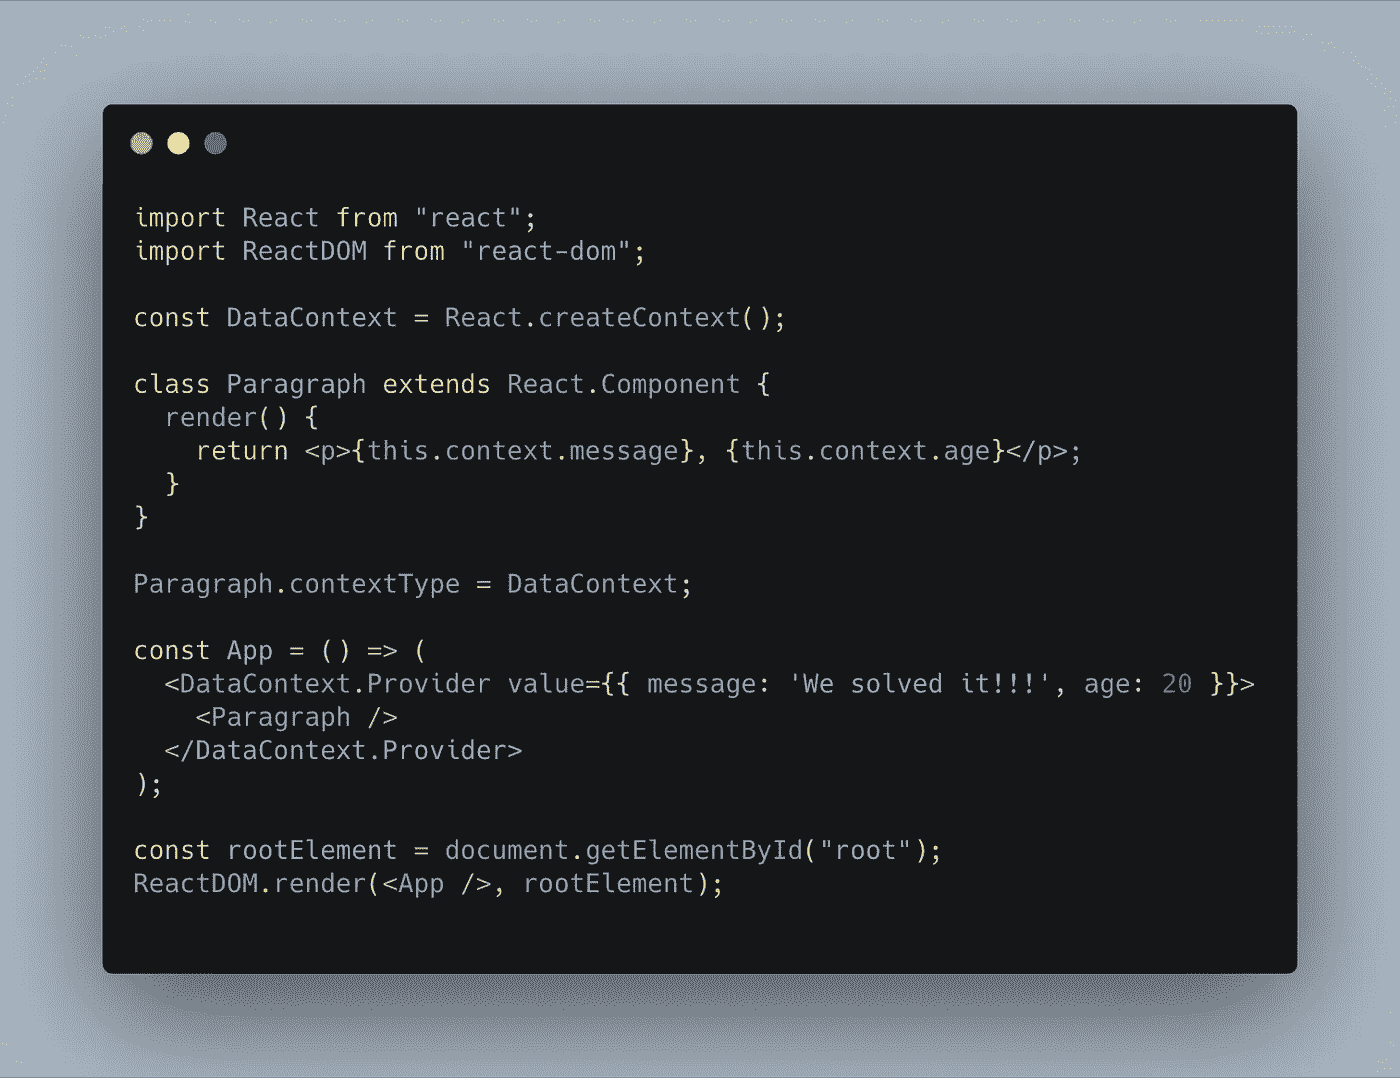 import React from "react";
import ReactDOM from "react-dom";

const DataContext = React.createContext();

class Paragraph extends React.Component {
  render() {
    return <p>{this.context.message}, {this.context.age}</p>;
  }
}

Paragraph.contextType = DataContext;

const App = () => (
  <DataContext.Provider value={{ message: 'We solved it!!!', age: 20 }}>
    <Paragraph />
  </DataContext.Provider>
);

const rootElement = document.getElementById("root");
ReactDOM.render(<App />, rootElement);